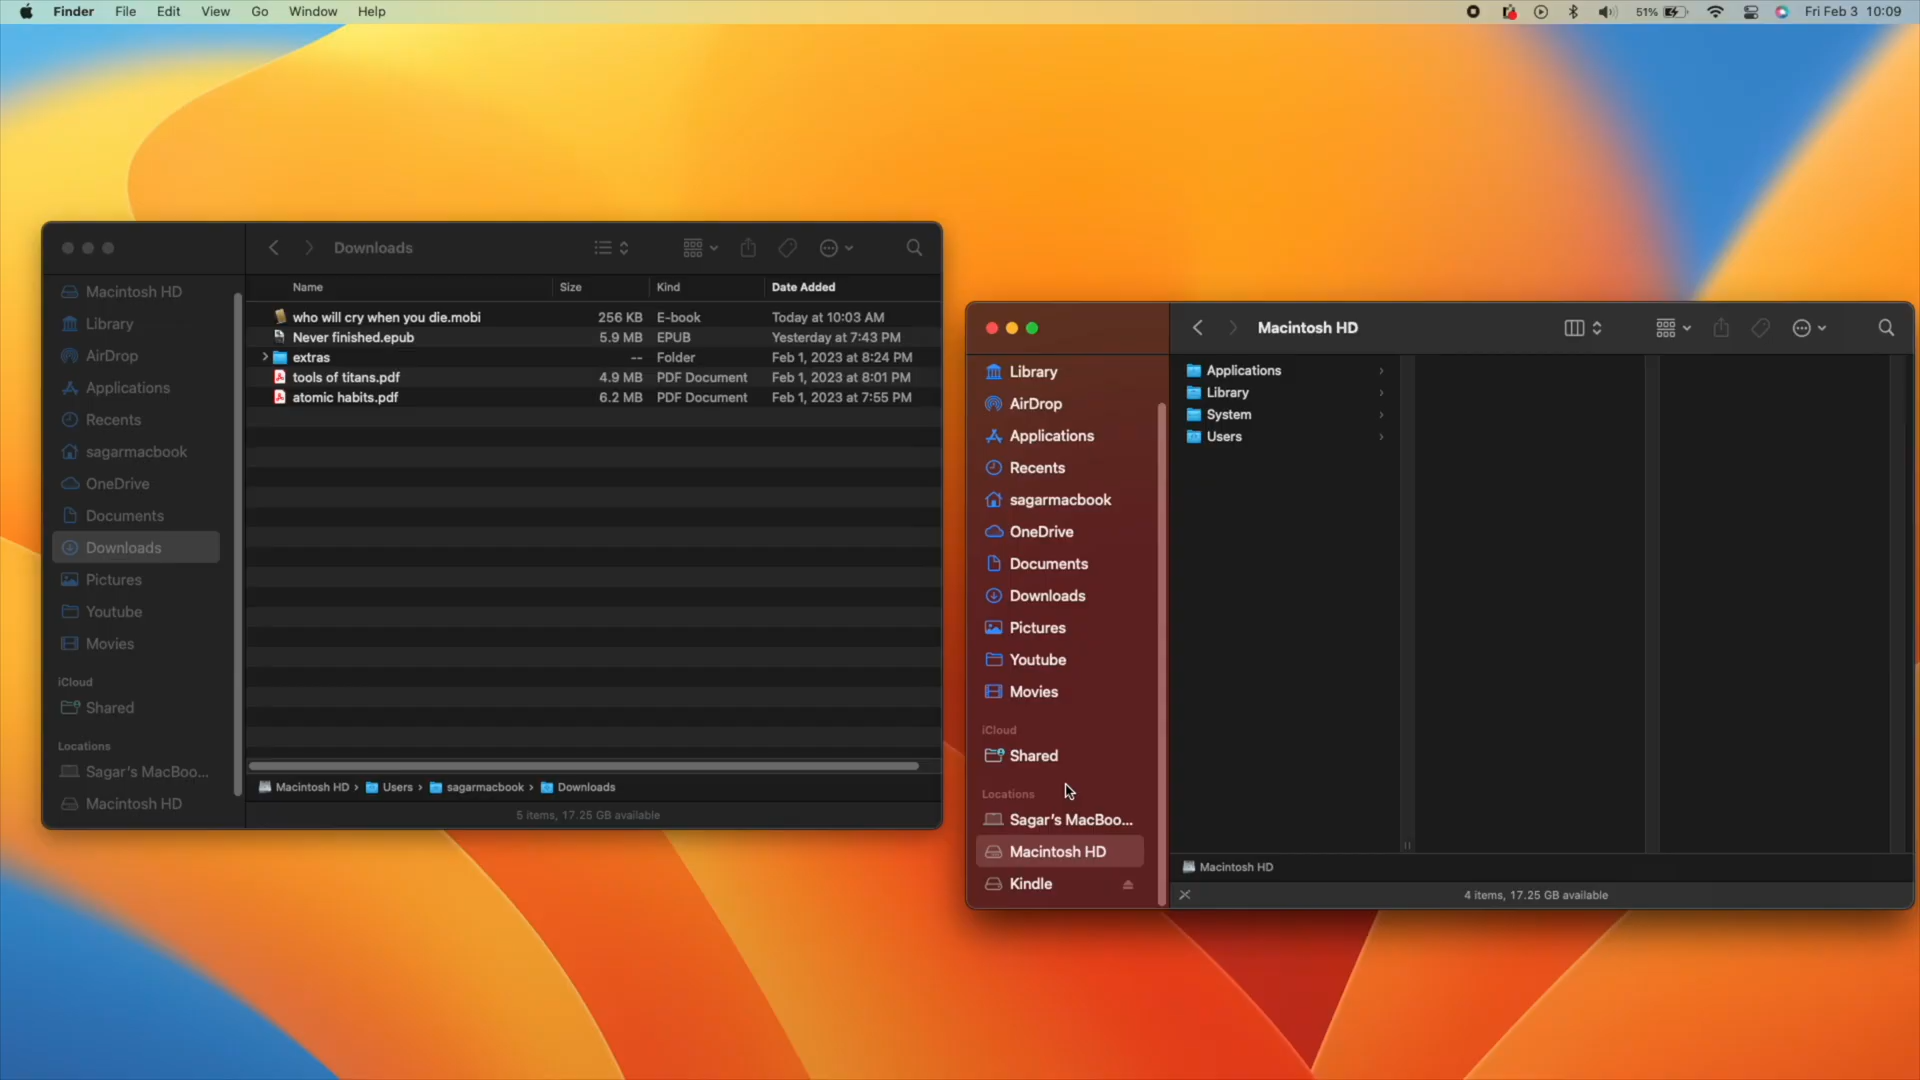 Finder File Edit View Go Window Help
51% Fri Feb 3 10:09
Downloads
Macintosh HD
Library
AirDrop
Applications
Recents
sagarmacbook
OneDrive
Documents
Downloads
Pictures
Youtube
Movies
iCloud
Shared
Locations
Sagar's MacBoo...
Macintosh HD
Name Size Kind Date Added
who will cry when you die.mobi 256 KB E-book Today at 10:03 AM
Never finished.epub 5.9 MB EPUB Yesterday at 7:43 PM
extras -- Folder Feb 1, 2023 at 8:24 PM
tools of titans.pdf 4.9 MB PDF Document Feb 1, 2023 at 8:01 PM
atomic habits.pdf 6.2 MB PDF Document Feb 1, 2023 at 7:55 PM
Macintosh HD › Users › sagarmacbook › Downloads
5 items, 17.25 GB available
Macintosh HD
Library
AirDrop
Applications
Recents
sagarmacbook
OneDrive
Documents
Downloads
Pictures
Youtube
Movies
iCloud
Shared
Locations
Sagar's MacBoo...
Macintosh HD
Kindle
Applications
Library
System
Users
Macintosh HD
4 items, 17.25 GB available